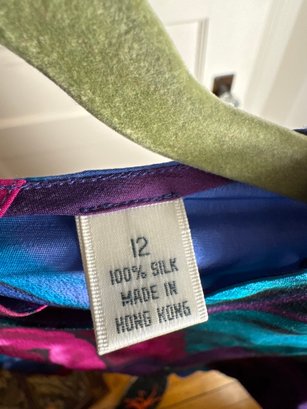 12
100% SILK
MADE IN
HONG KONG